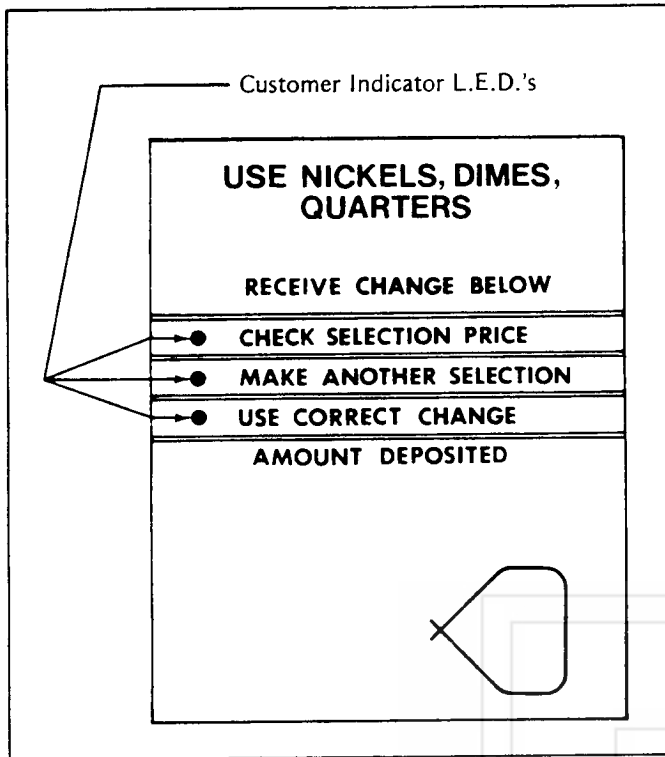 Customer Indicator L.E.D.'s
USE NICKELS, DIMES,
QUARTERS
RECEIVE CHANGE BELOW
CHECK SELECTION PRICE
MAKE ANOTHER SELECTION
USE CORRECT CHANGE
AMOUNT DEPOSITED